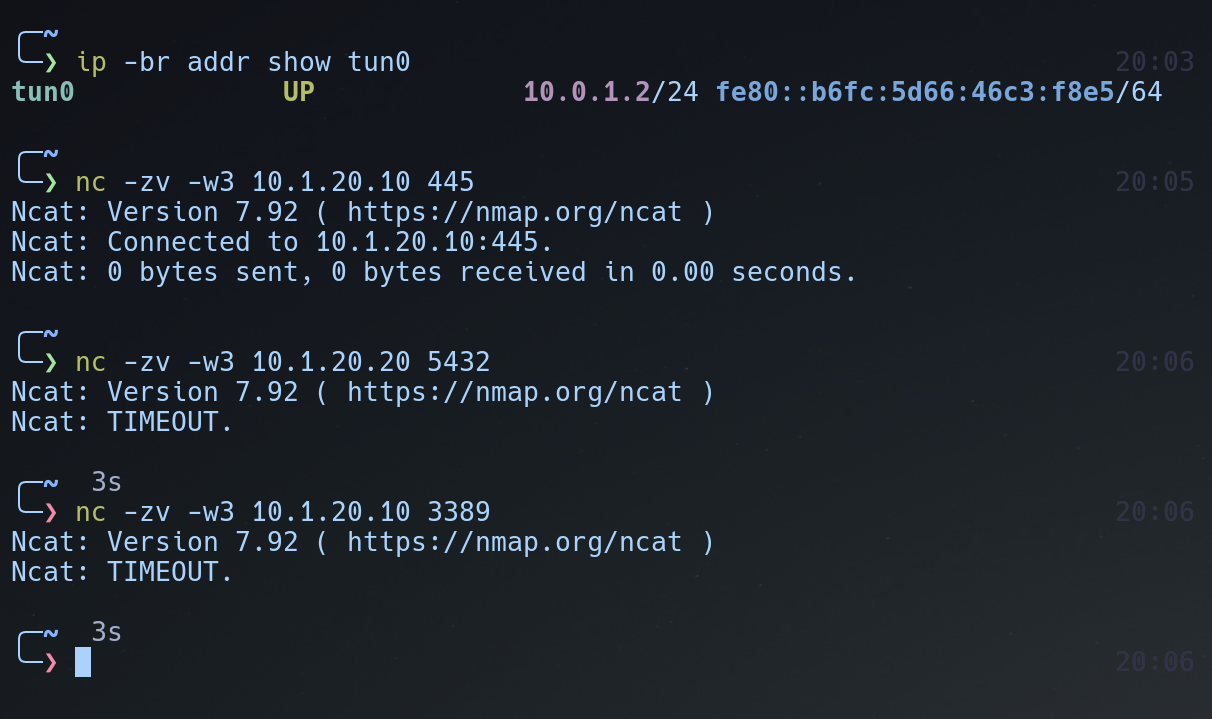 ~
❯ ip -br addr show tun0 20:03
tun0 UP 10.0.1.2/24 fe80::b6fc:5d66:46c3:f8e5/64
~
❯ nc -zv -w3 10.1.20.10 445 20:05
Ncat: Version 7.92 ( https://nmap.org/ncat )
Ncat: Connected to 10.1.20.10:445.
Ncat: 0 bytes sent, 0 bytes received in 0.00 seconds.
~
❯ nc -zv -w3 10.1.20.20 5432 20:06
Ncat: Version 7.92 ( https://nmap.org/ncat )
Ncat: TIMEOUT.
~ 3s
❯ nc -zv -w3 10.1.20.10 3389 20:06
Ncat: Version 7.92 ( https://nmap.org/ncat )
Ncat: TIMEOUT.
~ 3s
❯ 20:06